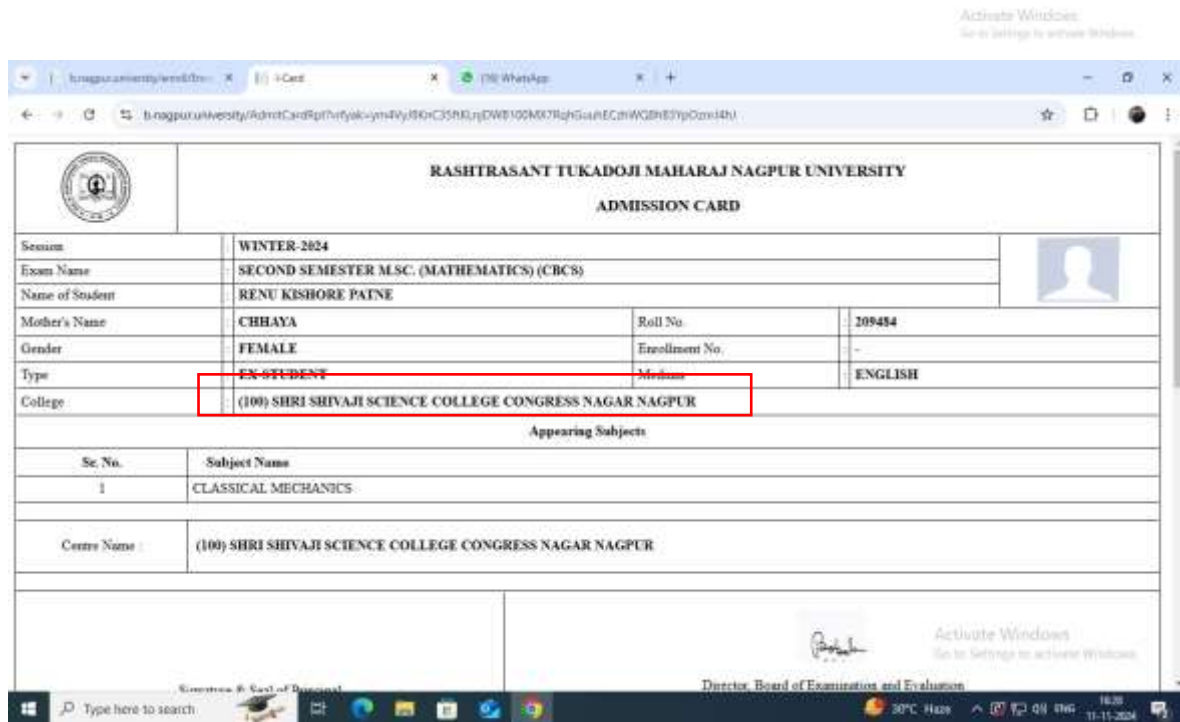 Activate Windows
Go to Settings to activate Windows.
I-Card
WhatsApp
RASHTRASANT TUKADOJI MAHARAJ NAGPUR UNIVERSITY
ADMISSION CARD
Session : WINTER-2024
Exam Name : SECOND SEMESTER M.SC. (MATHEMATICS) (CBCS)
Name of Student : RENU KISHORE PATNE
Mother's Name : CHHAYA Roll No. : 209484
Gender : FEMALE Enrollment No. : -
Type : EX-STUDENT Medium : ENGLISH
College : (100) SHRI SHIVAJI SCIENCE COLLEGE CONGRESS NAGAR NAGPUR
Appearing Subjects
Sr. No. Subject Name
1 CLASSICAL MECHANICS
Centre Name : (100) SHRI SHIVAJI SCIENCE COLLEGE CONGRESS NAGAR NAGPUR
Activate Windows
Go to Settings to activate Windows.
Signature & Seal of Principal Director, Board of Examination and Evaluation
Type here to search 30°C Haze ENG 16:20
11-11-2024